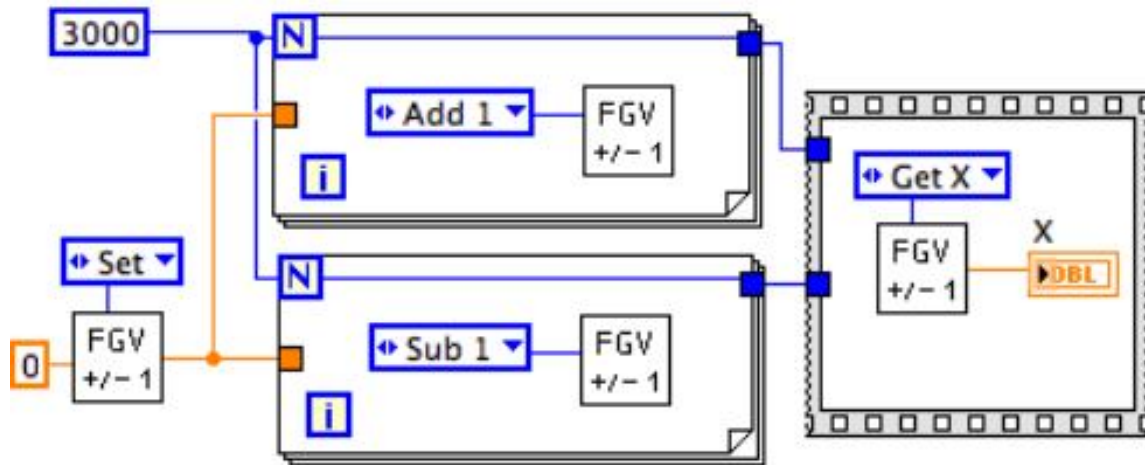 3000
N
Add 1
FGV
+/- 1
i
Get X
FGV
+/- 1
X
DBL
Set
FGV
+/- 1
0
N
Sub 1
FGV
+/- 1
i